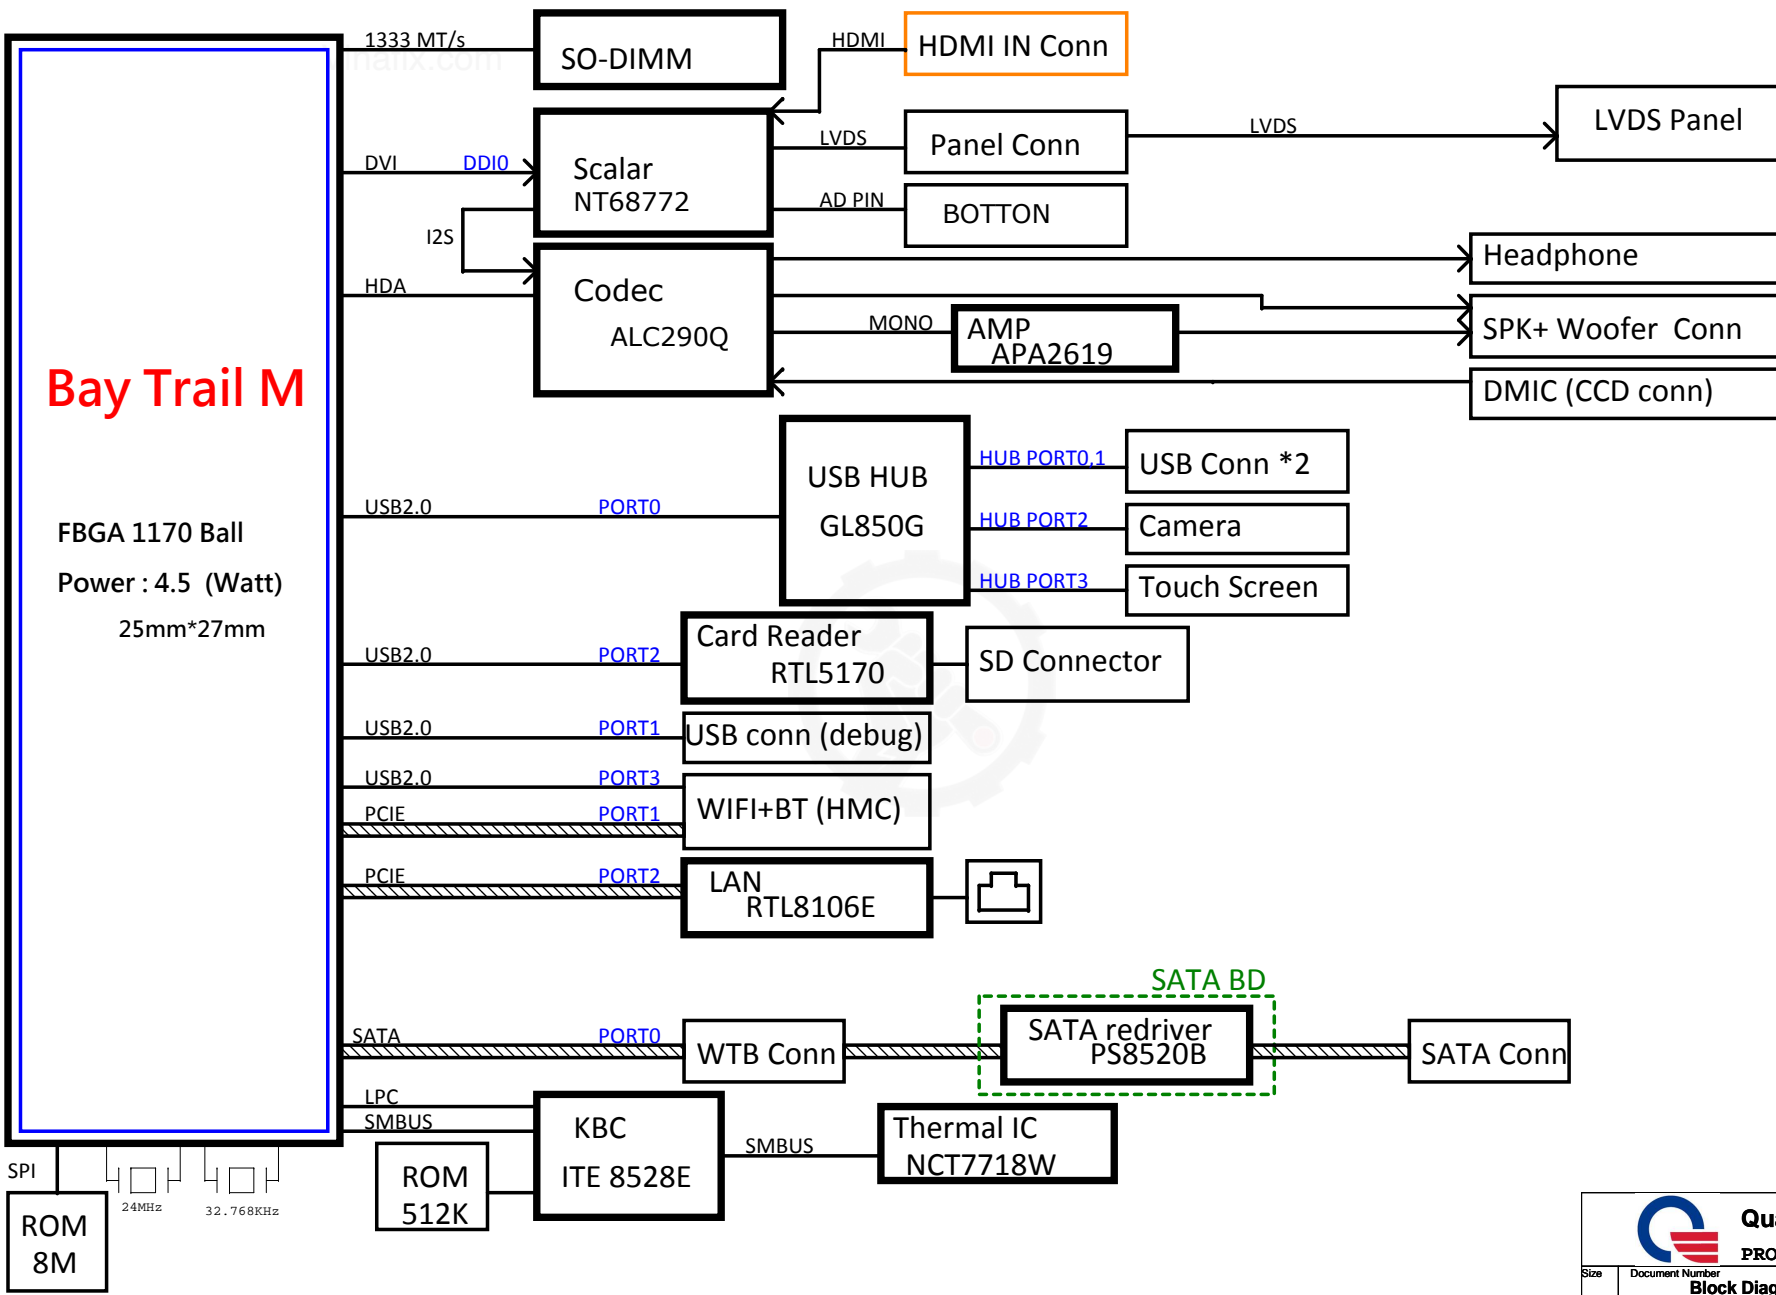 1333 MT/s
SO-DIMM
HDMI
HDMI IN Conn
DVI
DDI0
Scalar
NT68772
LVDS
Panel Conn
LVDS
LVDS Panel
AD PIN
BOTTON
I2S
HDA
Codec
ALC290Q
Headphone
MONO
AMP
APA2619
SPK+ Woofer Conn
DMIC (CCD conn)
Bay Trail M
FBGA 1170 Ball
Power : 4.5 (Watt)
25mm*27mm
USB2.0
PORT0
USB HUB
GL850G
HUB PORT0,1
USB Conn *2
HUB PORT2
Camera
HUB PORT3
Touch Screen
USB2.0
PORT2
Card Reader
RTL5170
SD Connector
USB2.0
PORT1
USB conn (debug)
USB2.0
PORT3
PCIE
PORT1
WIFI+BT (HMC)
PCIE
PORT2
LAN
RTL8106E
SATA BD
SATA
PORT0
WTB Conn
SATA redriver
PS8520B
SATA Conn
LPC
SMBUS
KBC
ITE 8528E
SMBUS
Thermal IC
NCT7718W
ROM
512K
SPI
ROM
8M
24MHz
32.768KHz
Qua
PRO
Size
Document Number
Block Diag